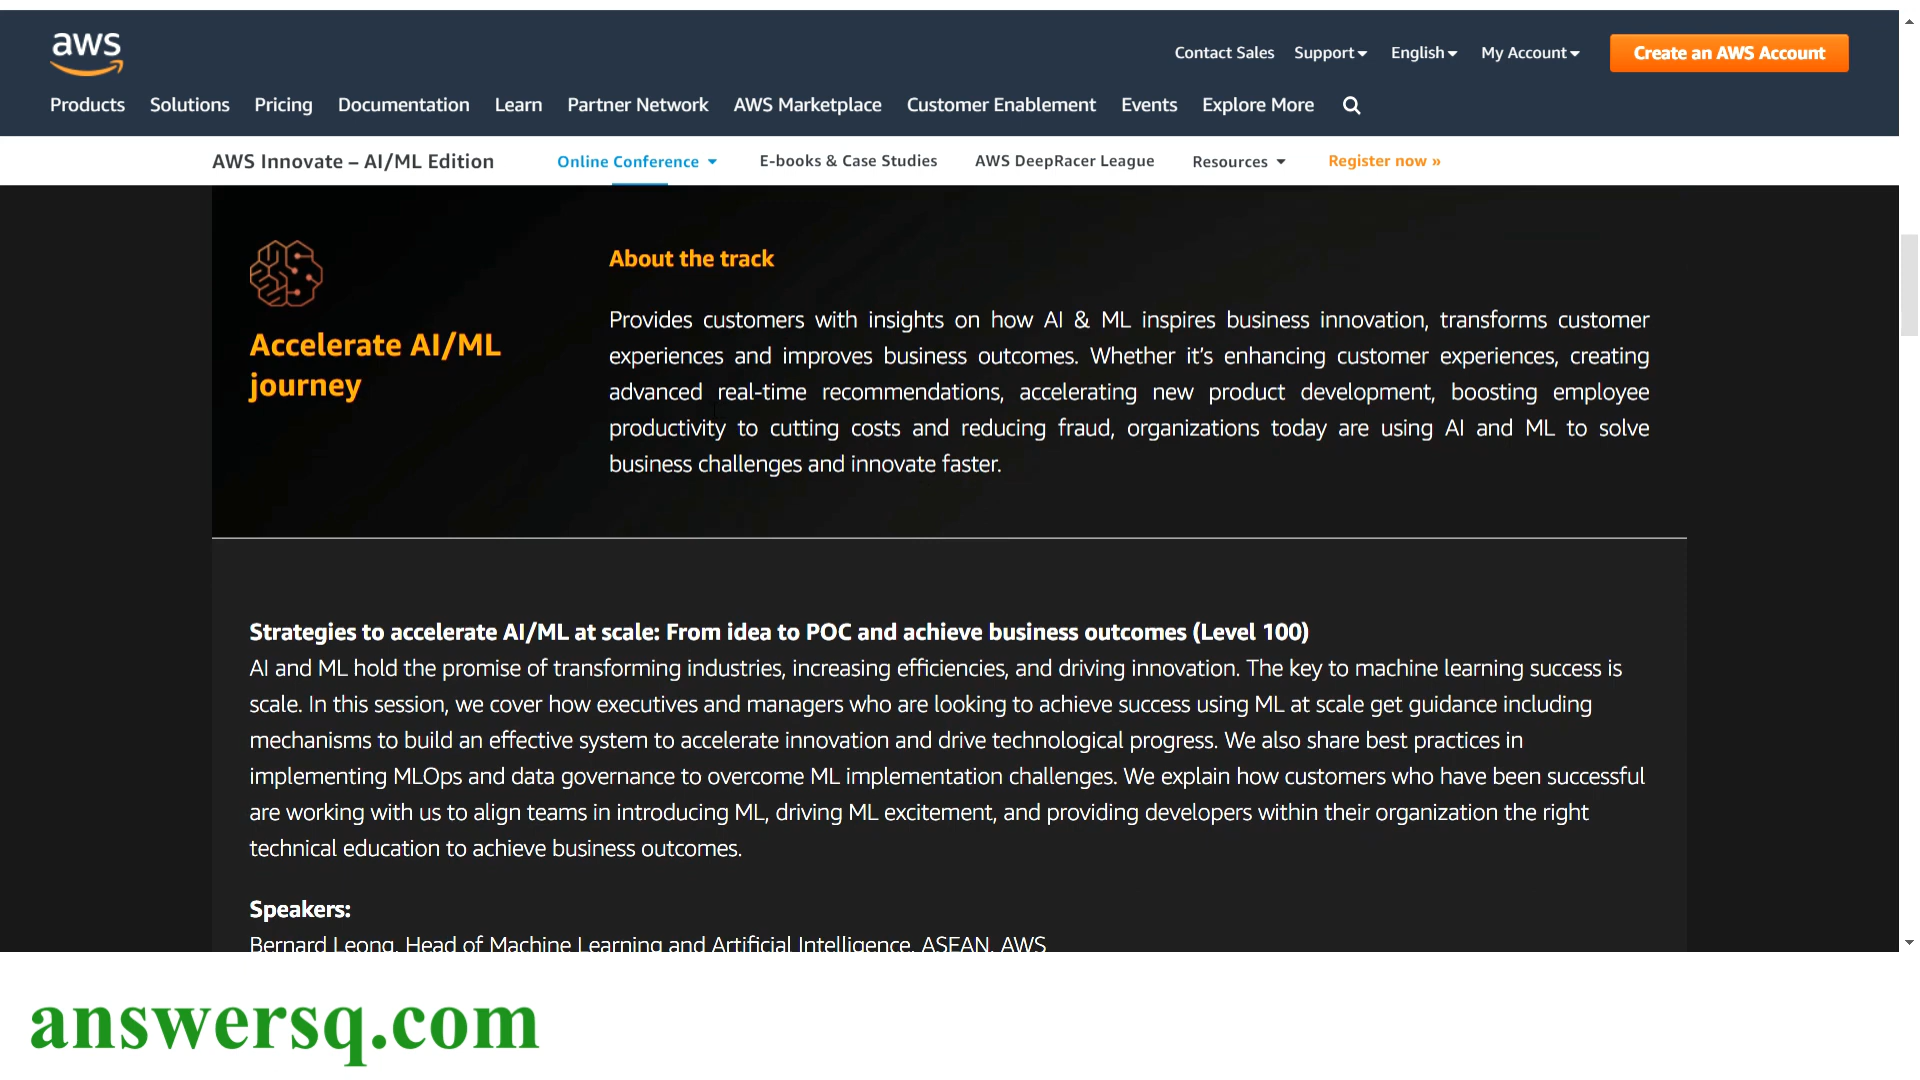 aws
Contact Sales Support English My Account Create an AWS Account
Products Solutions Pricing Documentation Learn Partner Network AWS Marketplace Customer Enablement Events Explore More
AWS Innovate – AI/ML Edition Online Conference E-books & Case Studies AWS DeepRacer League Resources Register now »
Accelerate AI/ML
journey
About the track
Provides customers with insights on how AI & ML inspires business innovation, transforms customer
experiences and improves business outcomes. Whether it’s enhancing customer experiences, creating
advanced real-time recommendations, accelerating new product development, boosting employee
productivity to cutting costs and reducing fraud, organizations today are using AI and ML to solve
business challenges and innovate faster.
Strategies to accelerate AI/ML at scale: From idea to POC and achieve business outcomes (Level 100)
AI and ML hold the promise of transforming industries, increasing efficiencies, and driving innovation. The key to machine learning success is
scale. In this session, we cover how executives and managers who are looking to achieve success using ML at scale get guidance including
mechanisms to build an effective system to accelerate innovation and drive technological progress. We also share best practices in
implementing MLOps and data governance to overcome ML implementation challenges. We explain how customers who have been successful
are working with us to align teams in introducing ML, driving ML excitement, and providing developers within their organization the right
technical education to achieve business outcomes.
Speakers:
Bernard Leong, Head of Machine Learning and Artificial Intelligence, ASEAN, AWS
answersq.com